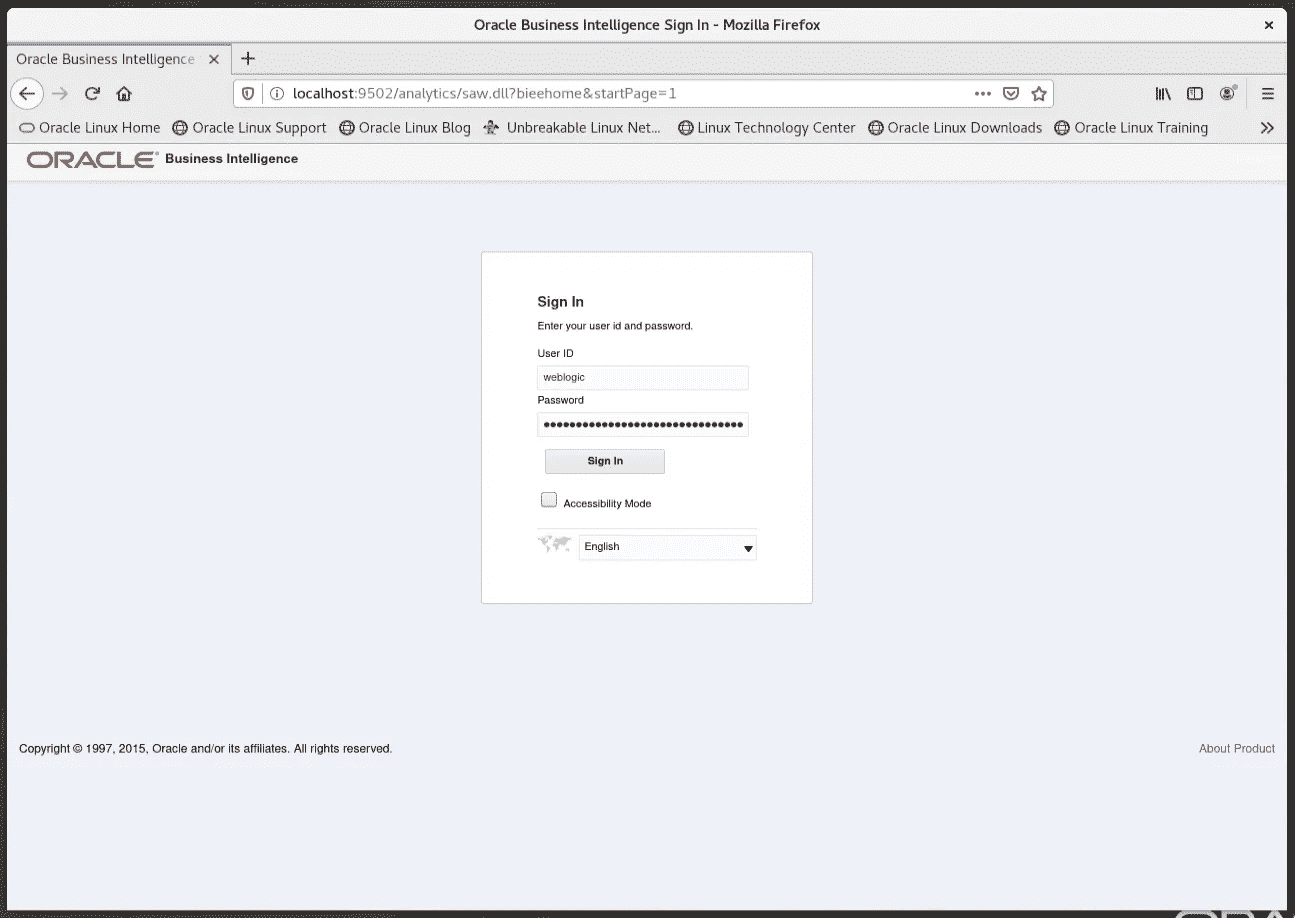 Oracle Business Intelligence Sign In - Mozilla Firefox
Oracle Business Intelligence
localhost:9502/analytics/saw.dll?bieehome&startPage=1
Oracle Linux Home Oracle Linux Support Oracle Linux Blog Unbreakable Linux Net... Linux Technology Center Oracle Linux Downloads Oracle Linux Training
ORACLE Business Intelligence
Sign In
Enter your user id and password.
User ID
weblogic
Password
Sign In
Accessibility Mode
English
Copyright © 1997, 2015, Oracle and/or its affiliates. All rights reserved. About Product